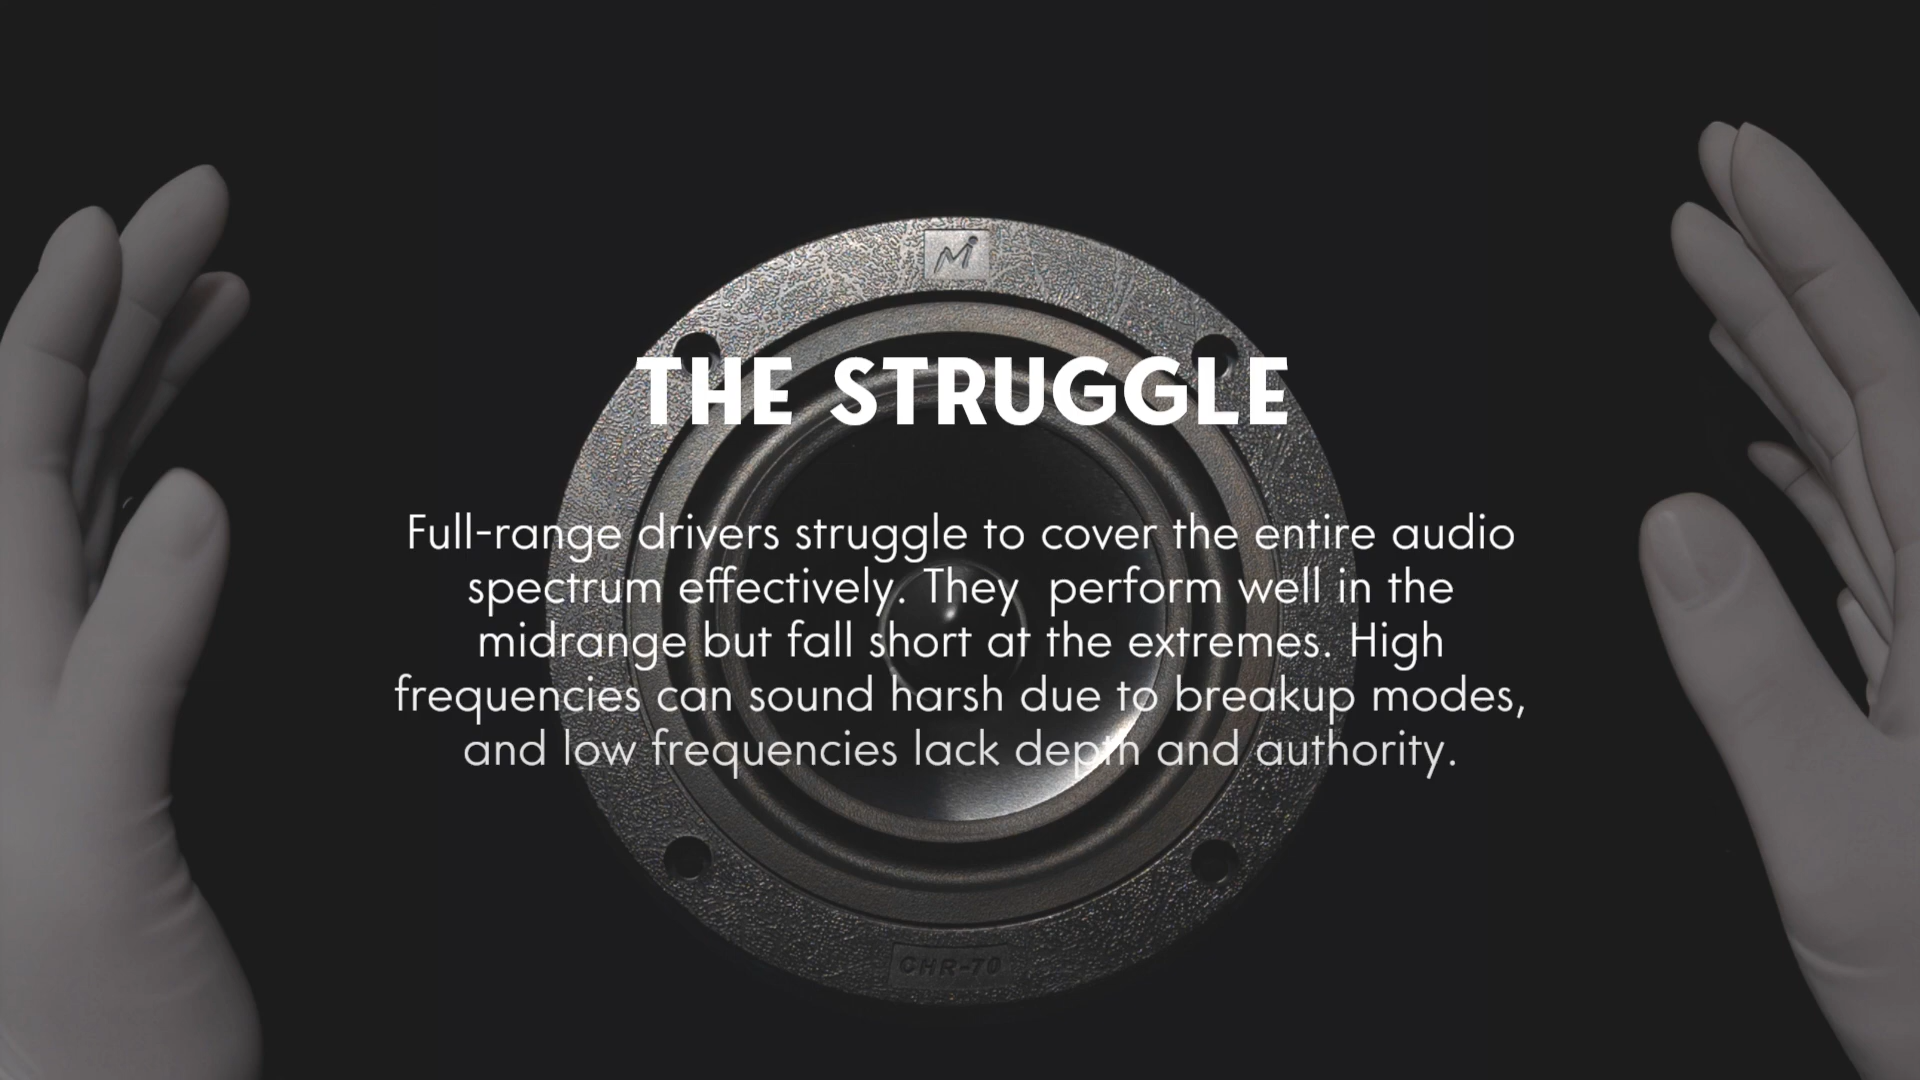 Mi
THE STRUGGLE
Full-range drivers struggle to cover the entire audio
spectrum effectively. They  perform well in the
midrange but fall short at the extremes. High
frequencies can sound harsh due to breakup modes,
and low frequencies lack depth and authority.
CHR-70